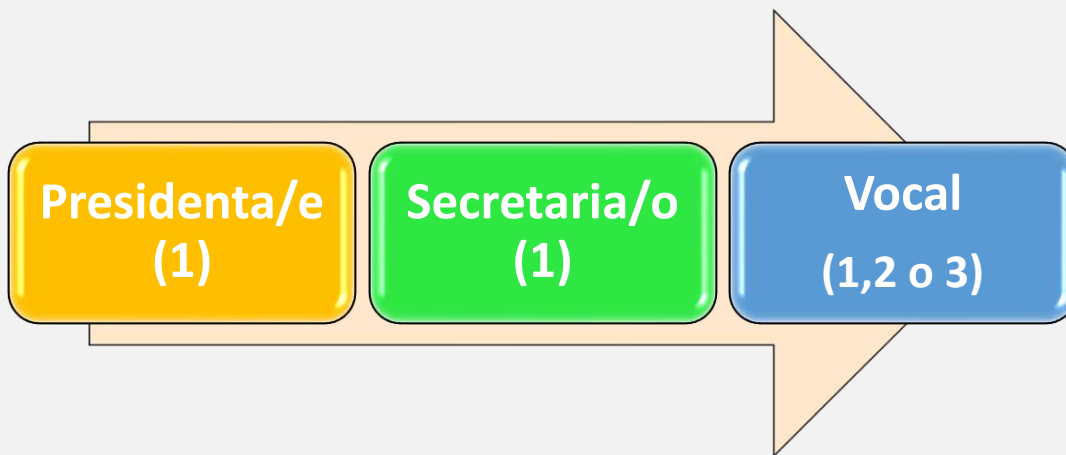 Presidenta/e
(1)
Secretaria/o
(1)
Vocal
(1,2 o 3)